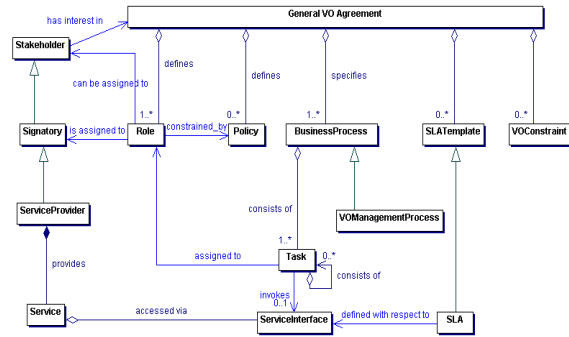 General VO Agreement
has interest in
Stakeholder
defines
defines
specifies
can be assigned to
1..*
0..*
1..*
0..*
0..*
Signatory
is assigned to
Role
constrained_by
Policy
BusinessProcess
SLATemplate
VOConstraint
ServiceProvider
consists of
VOManagementProcess
1..*
provides
assigned to
Task
0..*
consists of
invokes
0..1
Service
accessed via
ServiceInterface
defined with respect to
SLA